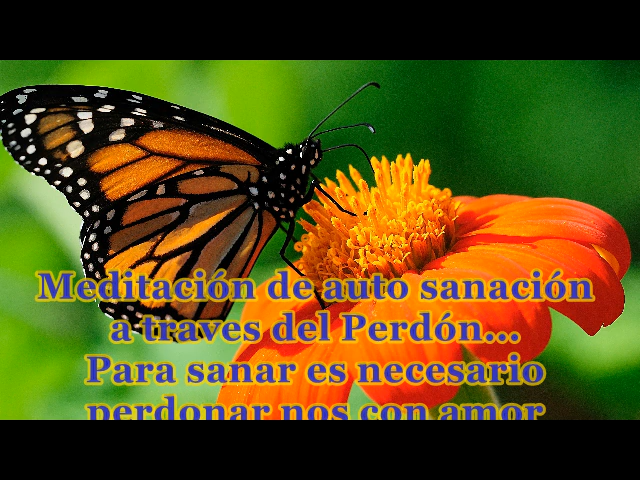 Meditación de auto sanación
a traves del Perdón...
Para sanar es necesario
perdonar nos con amor